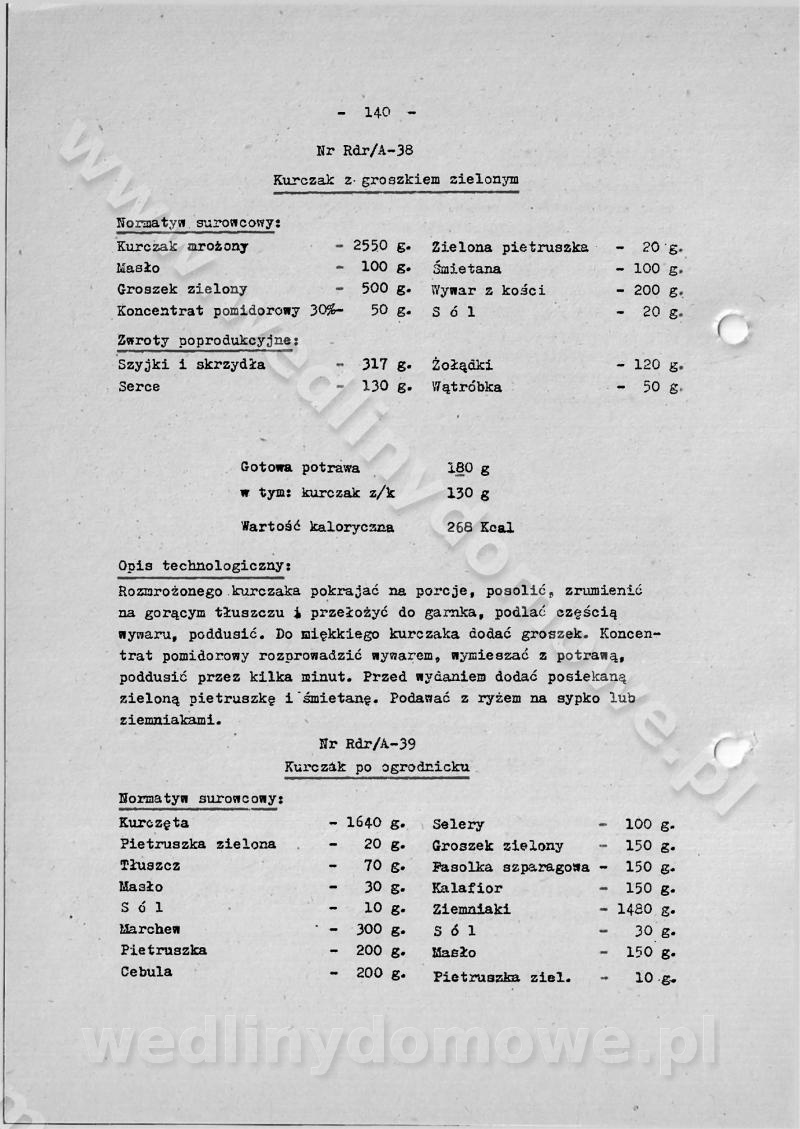 - 140 -
Nr Rdr/A-38
Kurczak z groszkiem zielonym
Normatyw surowcowy:
Kurczak mrożony - 2550 g. Zielona pietruszka - 20 g.
Masło - 100 g. Śmietana - 100 g.
Groszek zielony - 500 g. Wywar z kości - 200 g.
Koncentrat pomidorowy 30%- 50 g. S ó l - 20 g.
Zwroty poprodukcyjne:
Szyjki i skrzydła - 317 g. Żołądki - 120 g.
Serce - 130 g. Wątróbka - 50 g.
Gotowa potrawa 180 g
w tym: kurczak z/k 130 g
Wartość kaloryczna 268 Kcal
Opis technologiczny:
Rozmrożonego kurczaka pokrajać na porcje, posolić, zrumienić
na gorącym tłuszczu i przełożyć do garnka, podlać częścią
wywaru, poddusić. Do miękkiego kurczaka dodać groszek. Koncen-
trat pomidorowy rozprowadzić wywarem, wymieszać z potrawą,
poddusić przez kilka minut. Przed wydaniem dodać posiekaną
zieloną pietruszkę i śmietanę. Podawać z ryżem na sypko lub
ziemniakami.
Nr Rdr/A-39
Kurczak po ogrodnicku
Normatyw surowcowy:
Kurczęta - 1640 g. Selery - 100 g.
Pietruszka zielona - 20 g. Groszek zielony - 150 g.
Tłuszcz - 70 g. Fasolka szparagowa - 150 g.
Masło - 30 g. Kalafior - 150 g.
S ó l - 10 g. Ziemniaki - 1480 g.
Marchew - 300 g. S ó l - 30 g.
Pietruszka - 200 g. Masło - 150 g.
Cebula - 200 g. Pietruszka ziel. - 10 g.
www.wedlinydomowe.pl
wedlinydomowe.pl